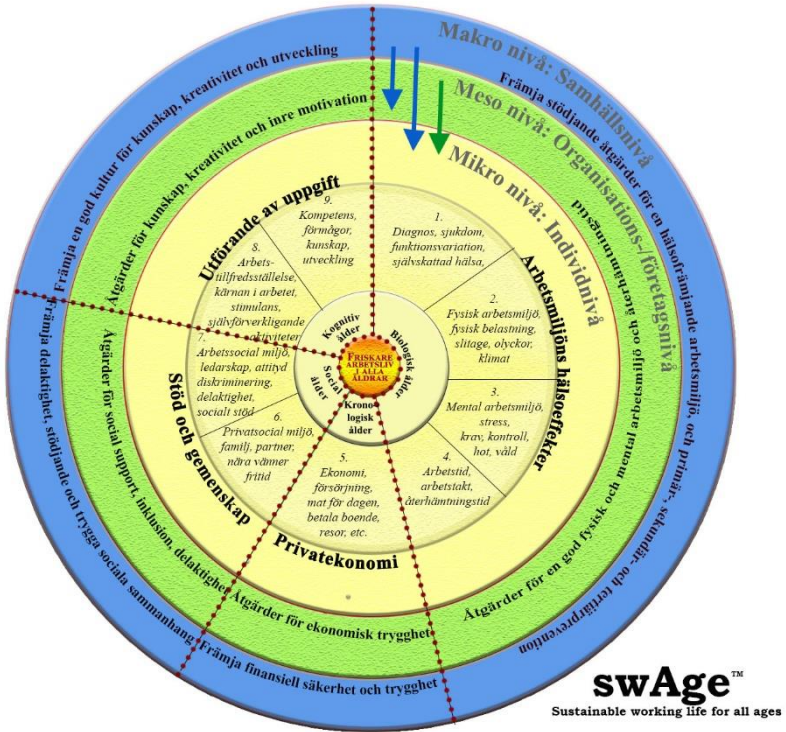 Makro nivå: Samhällsnivå
Främja stödjande åtgärder för en hälsofrämjande arbetsmiljö, och primär-, sekundär- och tertiärprevention
Meso nivå: Organisations-/företagsnivå
Åtgärder för en god fysisk och mental arbetsmiljö och återhämtningstid
Mikro nivå: Individnivå
Främja en god kultur för kunskap, kreativitet och utveckling
Åtgärder för kunskap, kreativitet och inre motivation
Främja delaktighet, stödjande och trygga sociala sammanhang
Åtgärder för social support, inklusion, delaktighet
Främja finansiell säkerhet och trygghet
Åtgärder för ekonomisk trygghet
Utförande av uppgift
Arbetsmiljöns hälsoeffekter
Stöd och gemenskap
Privatekonomi
1.
Diagnos, sjukdom,
funktionsvariation,
självskattad hälsa,
2.
Fysisk arbetsmiljö,
fysisk belastning,
slitage, olyckor,
klimat
3.
Mental arbetsmiljö,
stress,
krav, kontroll,
hot, våld
4.
Arbetstid,
arbetstakt,
återhämtningstid
5.
Ekonomi,
försörjning,
mat för dagen,
betala boende,
resor, etc.
6.
Privatsocial miljö,
familj, partner,
nära vänner
fritid
7.
Arbetssocial miljö,
ledarskap, attityd
diskriminering,
delaktighet,
socialt stöd
8.
Arbets-
tillfredsställelse,
kärnan i arbetet,
stimulans,
självförverkligande
aktiviteter
9.
Kompetens,
förmågor,
kunskap,
utveckling
Kognitiv
ålder
Biologisk ålder
Social
ålder
Krono
logisk
ålder
FRISKARE
ARBETSLIV
I ALLA
ÅLDRAR
swAge™
Sustainable working life for all ages